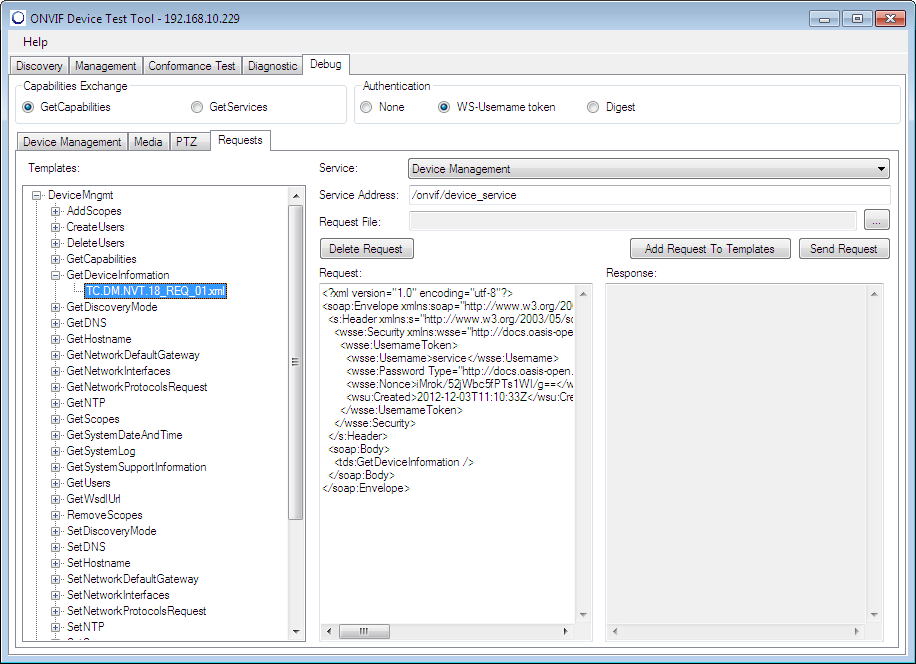 ONVIF Device Test Tool - 192.168.10.229
Help
Discovery Management Conformance Test Diagnostic Debug
Capabilities Exchange
GetCapabilities GetServices
Authentication
None WS-Username token Digest
Device Management Media PTZ Requests
Templates:
DeviceMngmt
AddScopes
CreateUsers
DeleteUsers
GetCapabilities
GetDeviceInformation
TC.DM.NVT.18_REQ_01.xml
GetDiscoveryMode
GetDNS
GetHostname
GetNetworkDefaultGateway
GetNetworkInterfaces
GetNetworkProtocolsRequest
GetNTP
GetScopes
GetSystemDateAndTime
GetSystemLog
GetSystemSupportInformation
GetUsers
GetWsdlUrl
RemoveScopes
SetDiscoveryMode
SetDNS
SetHostname
SetNetworkDefaultGateway
SetNetworkInterfaces
SetNetworkProtocolsRequest
SetNTP
Service: Device Management
Service Address: /onvif/device_service
Request File: ...
Delete Request Add Request To Templates Send Request
Request:
<?xml version="1.0" encoding="utf-8"?>
<soap:Envelope xmlns:soap="http://www.w3.org/200
<s:Header xmlns:s="http://www.w3.org/2003/05/so
<wsse:Security xmlns:wsse="http://docs.oasis-ope
<wsse:UsernameToken>
<wsse:Username>service</wsse:Username>
<wsse:Password Type="http://docs.oasis-open.
<wsse:Nonce>iMrok/52jWbc5fPTs1WI/g==</w
<wsu:Created>2012-12-03T11:10:33Z</wsu:Cre
</wsse:UsernameToken>
</wsse:Security>
</s:Header>
<soap:Body>
<tds:GetDeviceInformation />
</soap:Body>
</soap:Envelope>
Response: